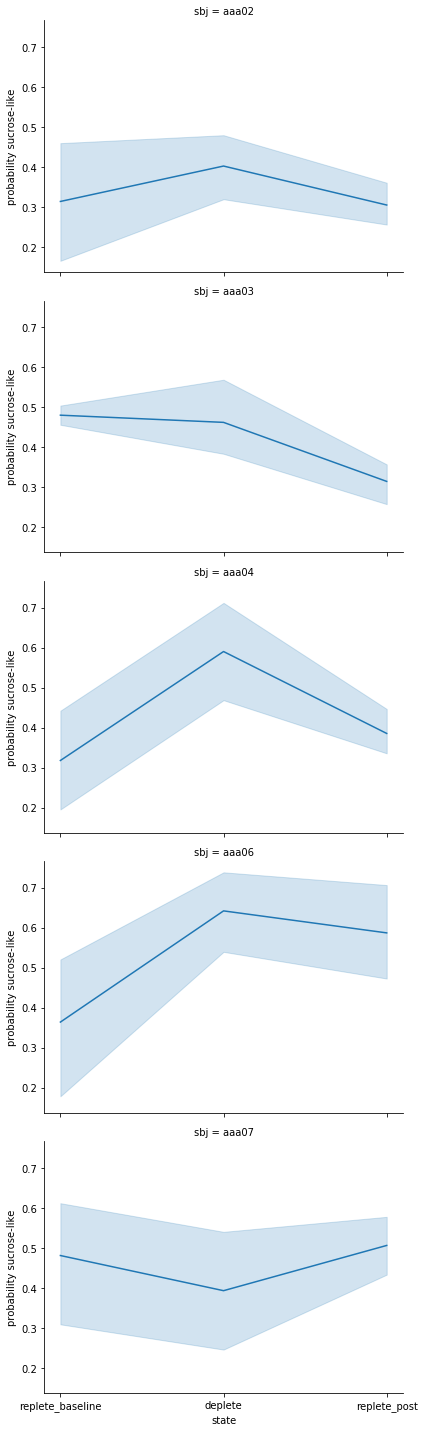 sbj = aaa02
0.7
0.6
0.5
0.4
0.3
0.2
probability sucrose-like
sbj = aaa03
0.7
0.6
0.5
0.4
0.3
0.2
probability sucrose-like
sbj = aaa04
0.7
0.6
0.5
0.4
0.3
0.2
probability sucrose-like
sbj = aaa06
0.7
0.6
0.5
0.4
0.3
0.2
probability sucrose-like
sbj = aaa07
0.7
0.6
0.5
0.4
0.3
0.2
probability sucrose-like
replete_baseline deplete replete_post
state